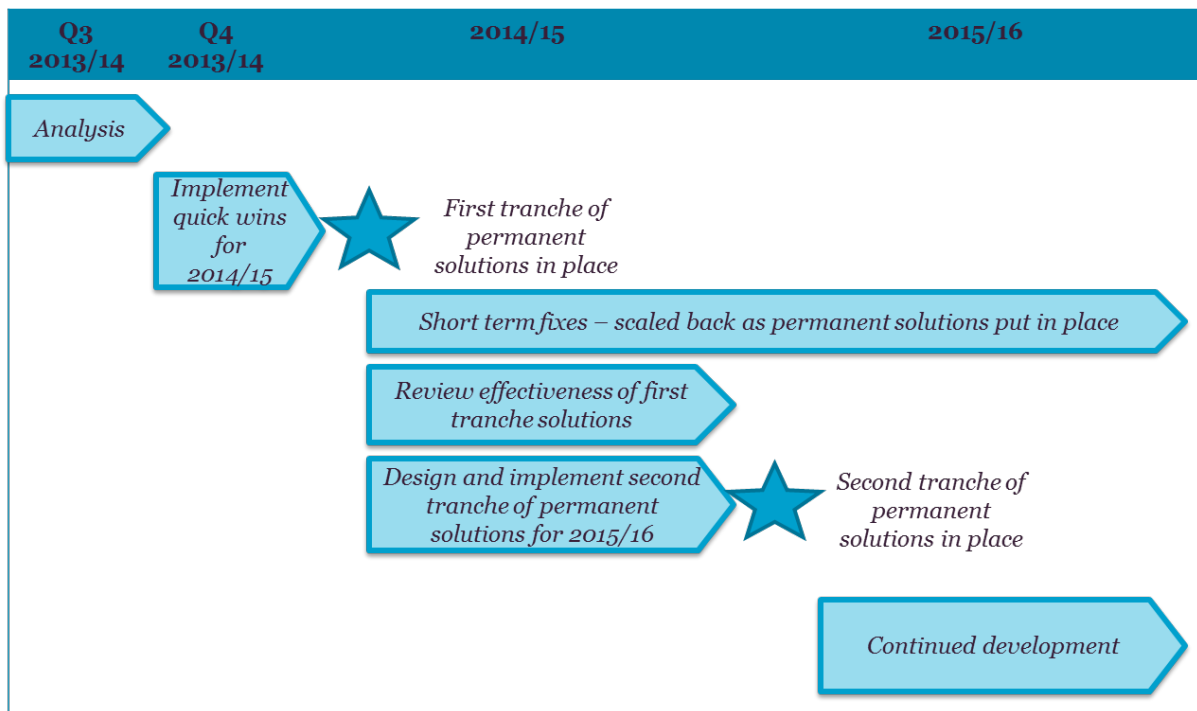 Q3
2013/14
Q4
2013/14
2014/15
2015/16
Analysis
Implement
quick wins
for
2014/15
First tranche of
permanent
solutions in place
Short term fixes – scaled back as permanent solutions put in place
Review effectiveness of first
tranche solutions
Design and implement second
tranche of permanent
solutions for 2015/16
Second tranche of
permanent
solutions in place
Continued development